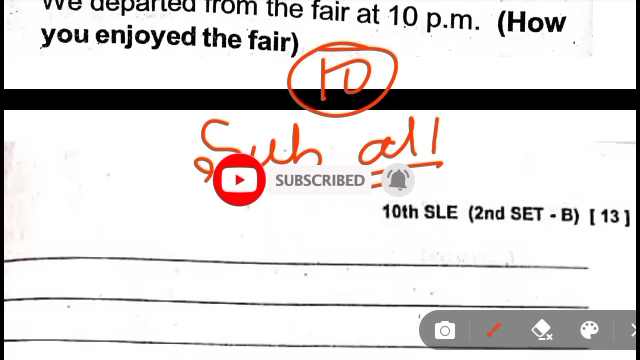 We departed from the fair at 10 p.m. (How
you enjoyed the fair)
10
Sub all
SUBSCRIBED
10th SLE (2nd SET - B) [ 13 ]